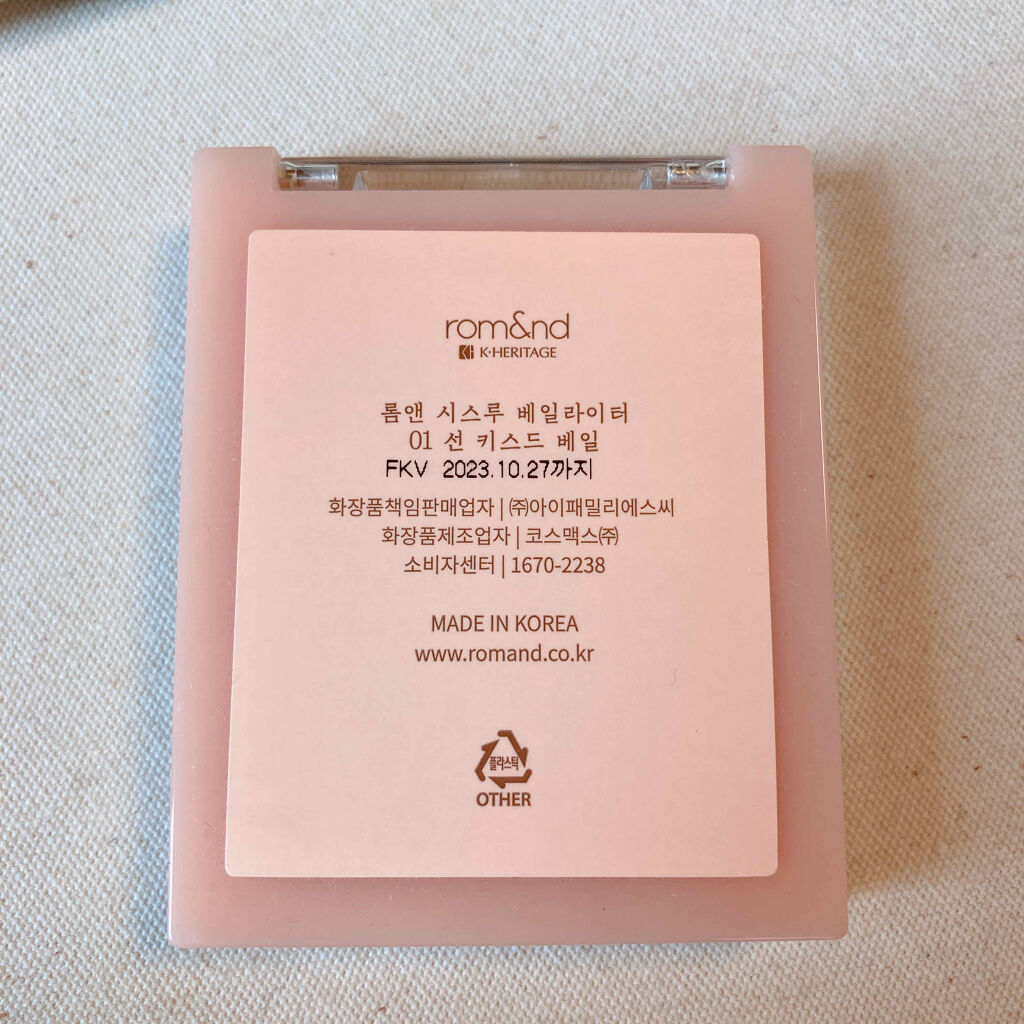 rom&nd
K·HERITAGE
롬앤 시스루 베일라이터
01 선 키스드 베일
FKV 2023.10.27까지
화장품책임판매업자 | ㈜아이패밀리에스씨
화장품제조업자 | 코스맥스㈜
소비자센터 | 1670-2238
MADE IN KOREA
www.romand.co.kr
플라스틱
OTHER